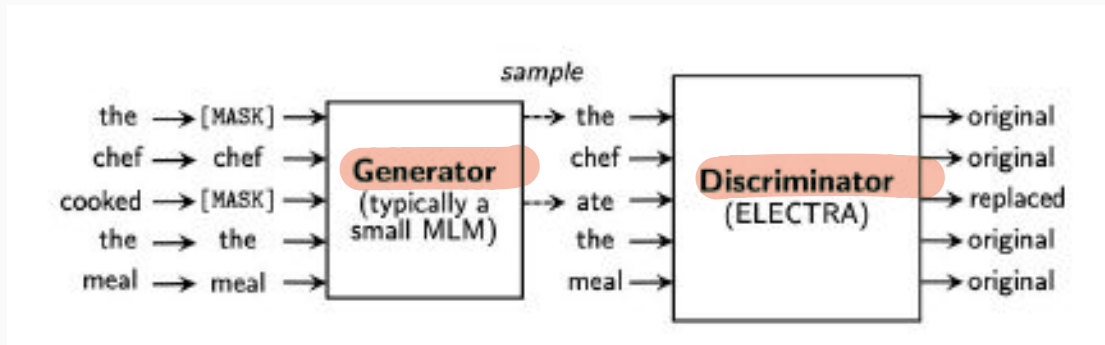 sample
the [MASK] the original
chef chef Generator chef Discriminator original
cooked [MASK] (typically a ate (ELECTRA) replaced
the the small MLM) the original
meal meal meal original